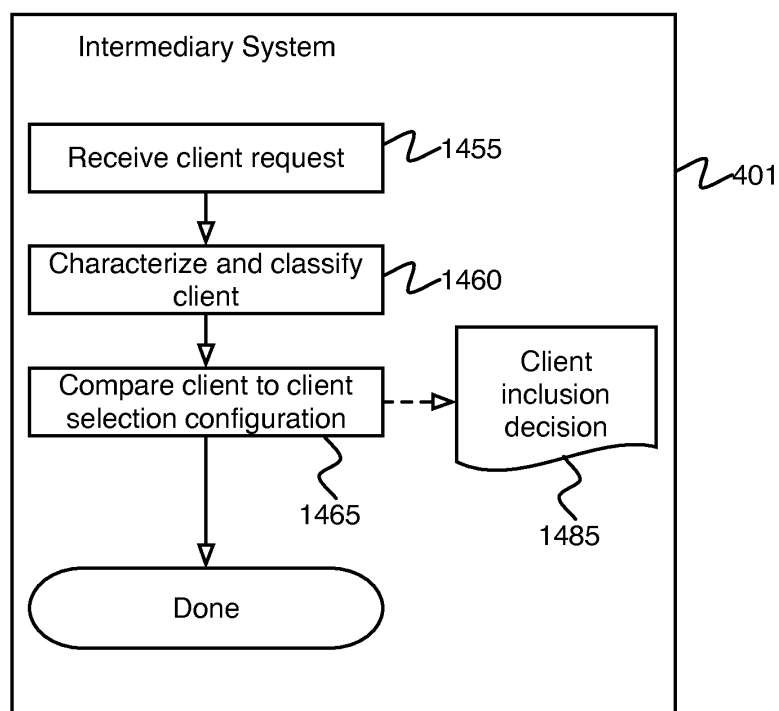 Intermediary System
Receive client request
1455
401
Characterize and classify
client
1460
Compare client to client
selection configuration
1465
Client
inclusion
decision
1485
Done